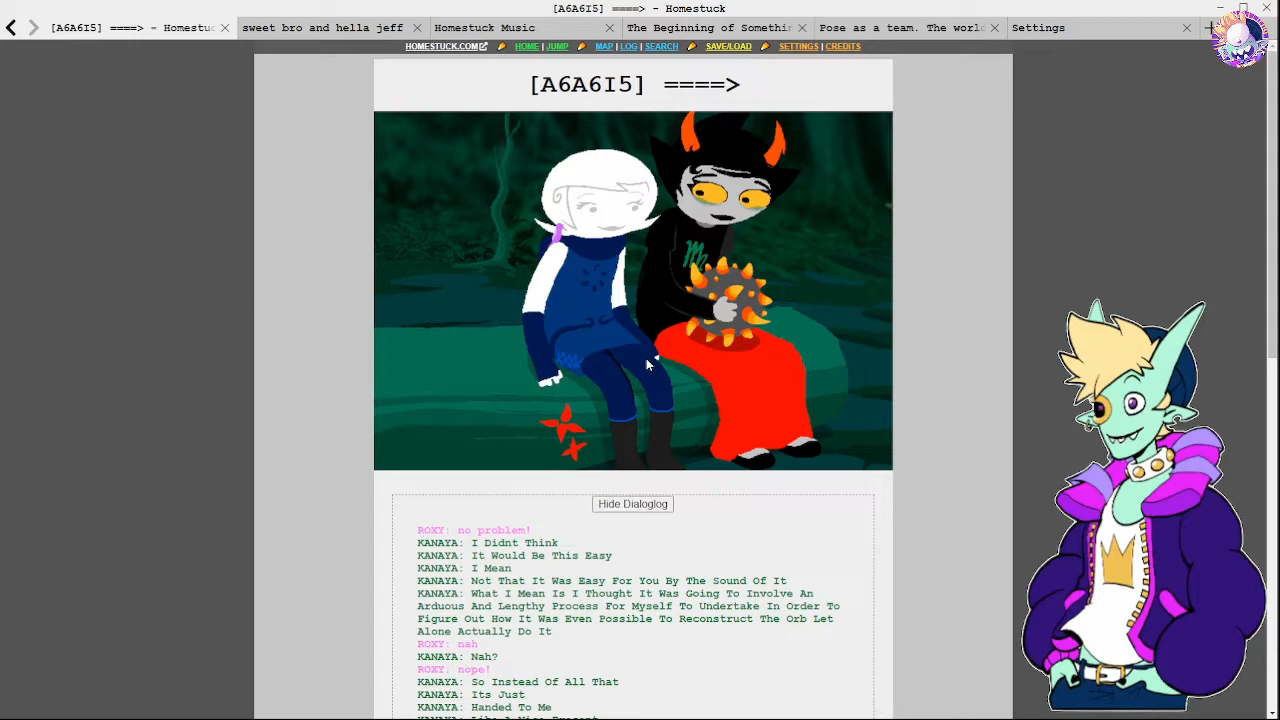 [A6A6I5] ====> - Homestuck
[A6A6I5] ====> - Homestuc
sweet bro and hella jeff
Homestuck Music
The Beginning of Somethin
Pose as a team. The world
Settings
HOMESTUCK.COM
HOME | JUMP
MAP | LOG | SEARCH
SAVE/LOAD
SETTINGS | CREDITS
[A6A6I5] ====>
Hide Dialoglog
ROXY: no problem!
KANAYA: I Didnt Think
KANAYA: It Would Be This Easy
KANAYA: I Mean
KANAYA: Not That It Was Easy For You By The Sound Of It
KANAYA: What I Mean Is I Thought It Was Going To Involve An
Arduous And Lengthy Process For Myself To Undertake In Order To
Figure Out How It Was Even Possible To Reconstruct The Orb Let
Alone Actually Do It
ROXY: nah
KANAYA: Nah?
ROXY: nope!
KANAYA: So Instead Of All That
KANAYA: Its Just
KANAYA: Handed To Me
KANAYA: Like A Nice Present